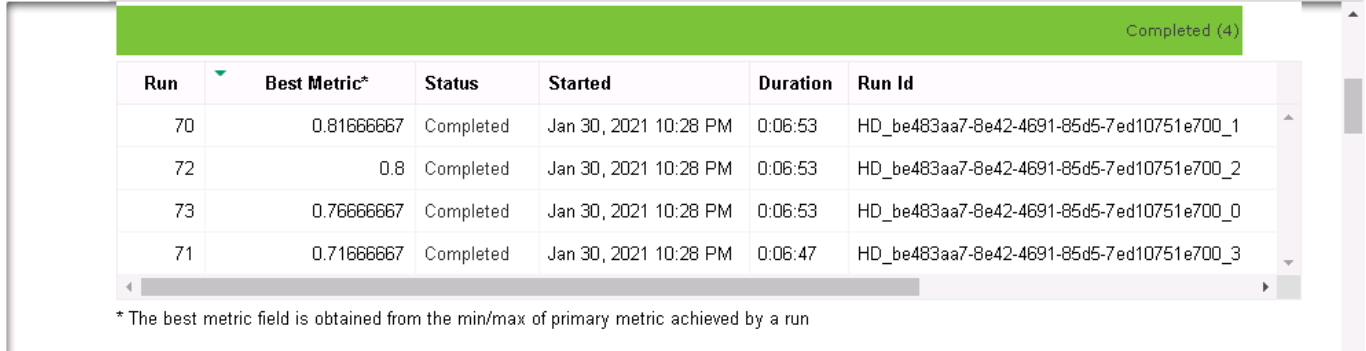 Completed (4)
Run Best Metric* Status Started Duration Run Id
70 0.81666667 Completed Jan 30, 2021 10:28 PM 0:06:53 HD_be483aa7-8e42-4691-85d5-7ed10751e700_1
72 0.8 Completed Jan 30, 2021 10:28 PM 0:06:53 HD_be483aa7-8e42-4691-85d5-7ed10751e700_2
73 0.76666667 Completed Jan 30, 2021 10:28 PM 0:06:53 HD_be483aa7-8e42-4691-85d5-7ed10751e700_0
71 0.71666667 Completed Jan 30, 2021 10:28 PM 0:06:47 HD_be483aa7-8e42-4691-85d5-7ed10751e700_3
* The best metric field is obtained from the min/max of primary metric achieved by a run